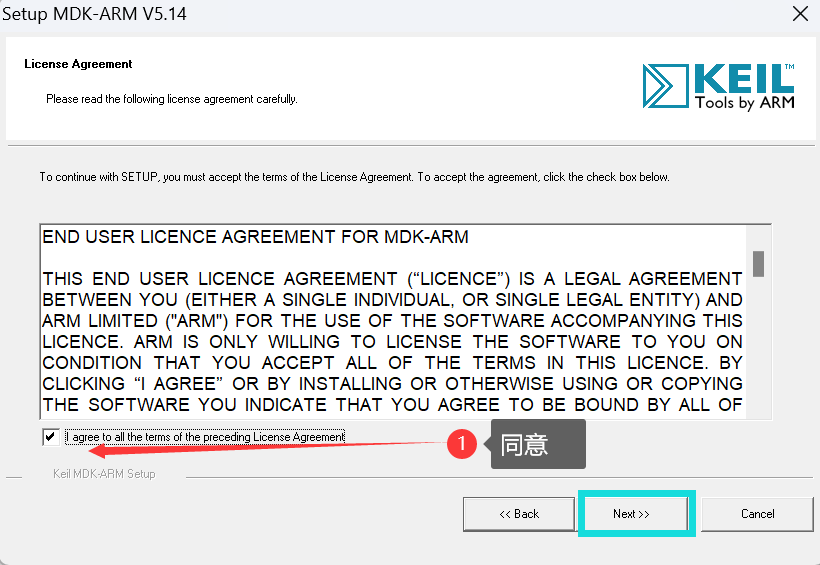 Setup MDK-ARM V5.14
License Agreement
Please read the following license agreement carefully.
KEIL™
Tools by ARM
To continue with SETUP, you must accept the terms of the License Agreement. To accept the agreement, click the check box below.
END USER LICENCE AGREEMENT FOR MDK-ARM
THIS END USER LICENCE AGREEMENT (“LICENCE”) IS A LEGAL AGREEMENT
BETWEEN YOU (EITHER A SINGLE INDIVIDUAL, OR SINGLE LEGAL ENTITY) AND
ARM LIMITED ("ARM") FOR THE USE OF THE SOFTWARE ACCOMPANYING THIS
LICENCE. ARM IS ONLY WILLING TO LICENSE THE SOFTWARE TO YOU ON
CONDITION THAT YOU ACCEPT ALL OF THE TERMS IN THIS LICENCE. BY
CLICKING “I AGREE” OR BY INSTALLING OR OTHERWISE USING OR COPYING
THE SOFTWARE YOU INDICATE THAT YOU AGREE TO BE BOUND BY ALL OF
I agree to all the terms of the preceding License Agreement
1 同意
Keil MDK-ARM Setup
<< Back
Next >>
Cancel